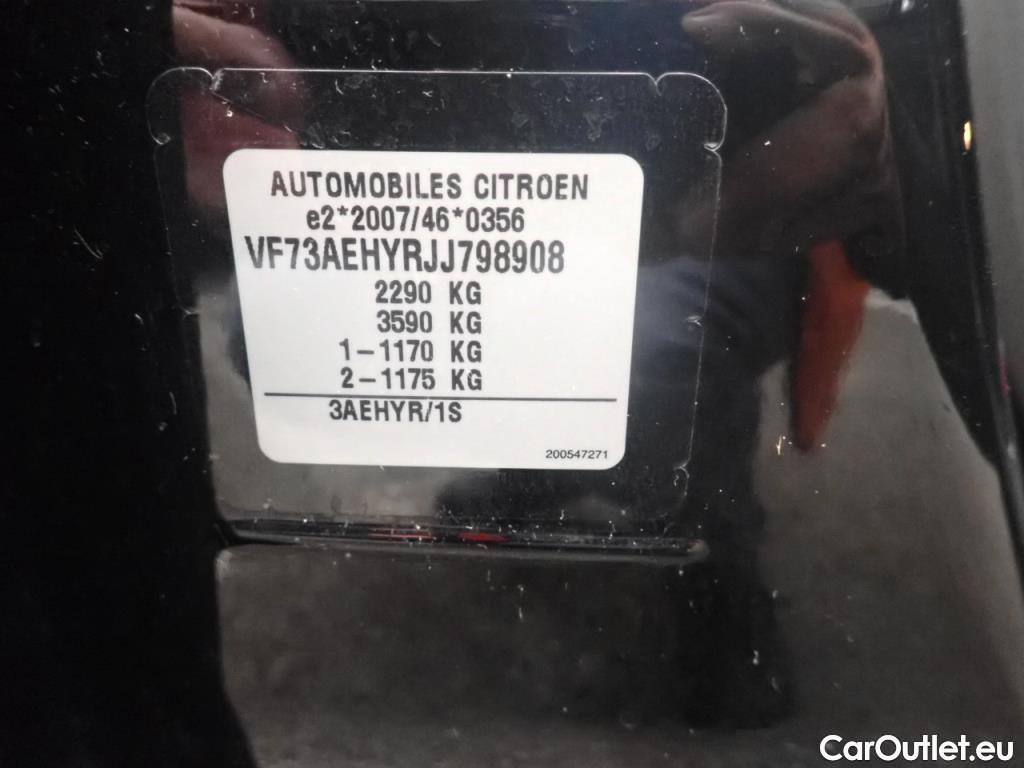 AUTOMOBILES CITROEN
e2*2007/46*0356
VF73AEHYRJJ798908
2290 KG
3590 KG
1-1170 KG
2-1175 KG
3AEHYR/1S
200547271
CarOutlet.eu